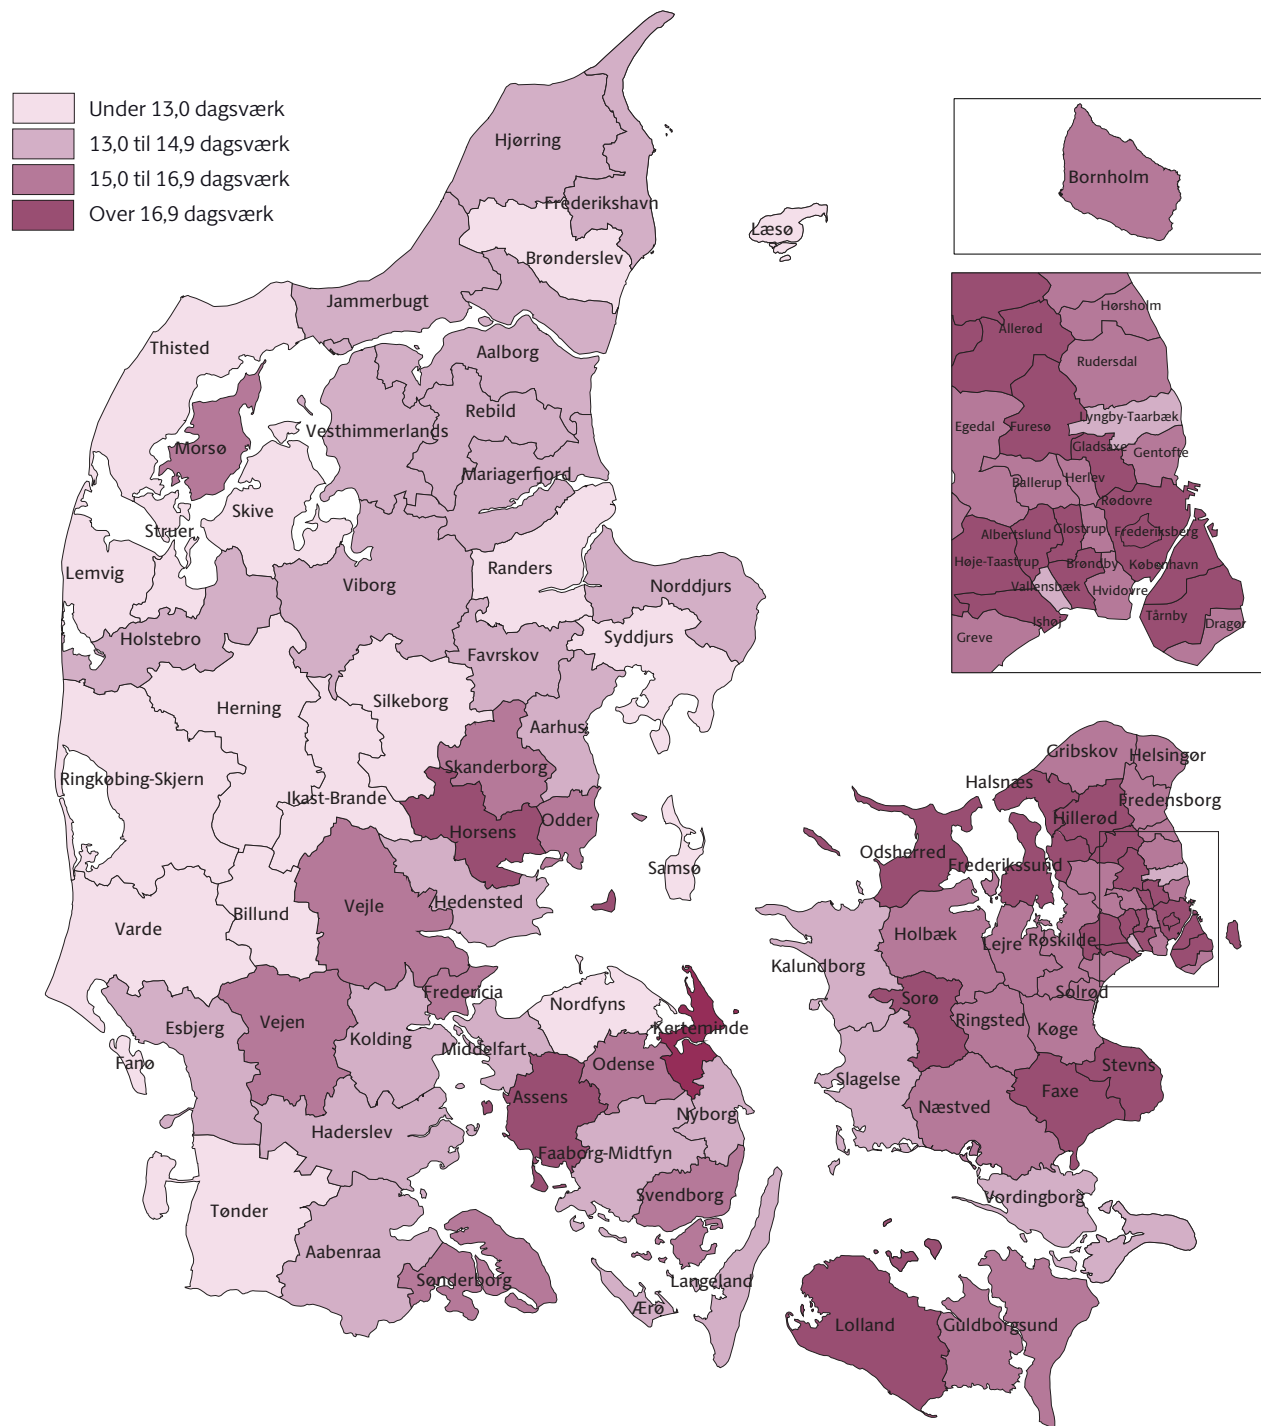 Under 13,0 dagsværk
13,0 til 14,9 dagsværk
15,0 til 16,9 dagsværk
Over 16,9 dagsværk
Hjørring
Frederikshavn
Læsø
Brønderslev
Jammerbugt
Thisted
Aalborg
Rebild
Vesthimmerlands
Morsø
Mariagerfjord
Skive
Struer
Lemvig
Randers
Viborg
Norddjurs
Holstebro
Syddjurs
Favrskov
Silkeborg
Herning
Aarhus
Skanderborg
Ringkøbing-Skjern
Ikast-Brande
Horsens
Odder
Samsø
Hedensted
Vejle
Billund
Varde
Fredericia
Nordfyns
Vejen
Esbjerg
Kolding
Kerteminde
Middelfart
Odense
Fanø
Assens
Nyborg
Haderslev
Faaborg-Midtfyn
Svendborg
Tønder
Aabenraa
Sønderborg
Langeland
Ærø
Bornholm
Hørsholm
Allerød
Rudersdal
Lyngby-Taarbæk
Egedal
Furesø
Gladsaxe
Gentofte
Ballerup
Herlev
Rødovre
Albertslund
Glostrup
Frederiksberg
Høje-Taastrup
Brøndby
København
Vallensbæk
Hvidovre
Ishøj
Tårnby
Dragør
Greve
Gribskov
Helsingør
Halsnæs
Fredensborg
Hillerød
Odsherred
Frederikssund
Holbæk
Lejre
Roskilde
Kalundborg
Solrød
Sorø
Ringsted
Køge
Stevns
Slagelse
Faxe
Næstved
Vordingborg
Lolland
Guldborgsund